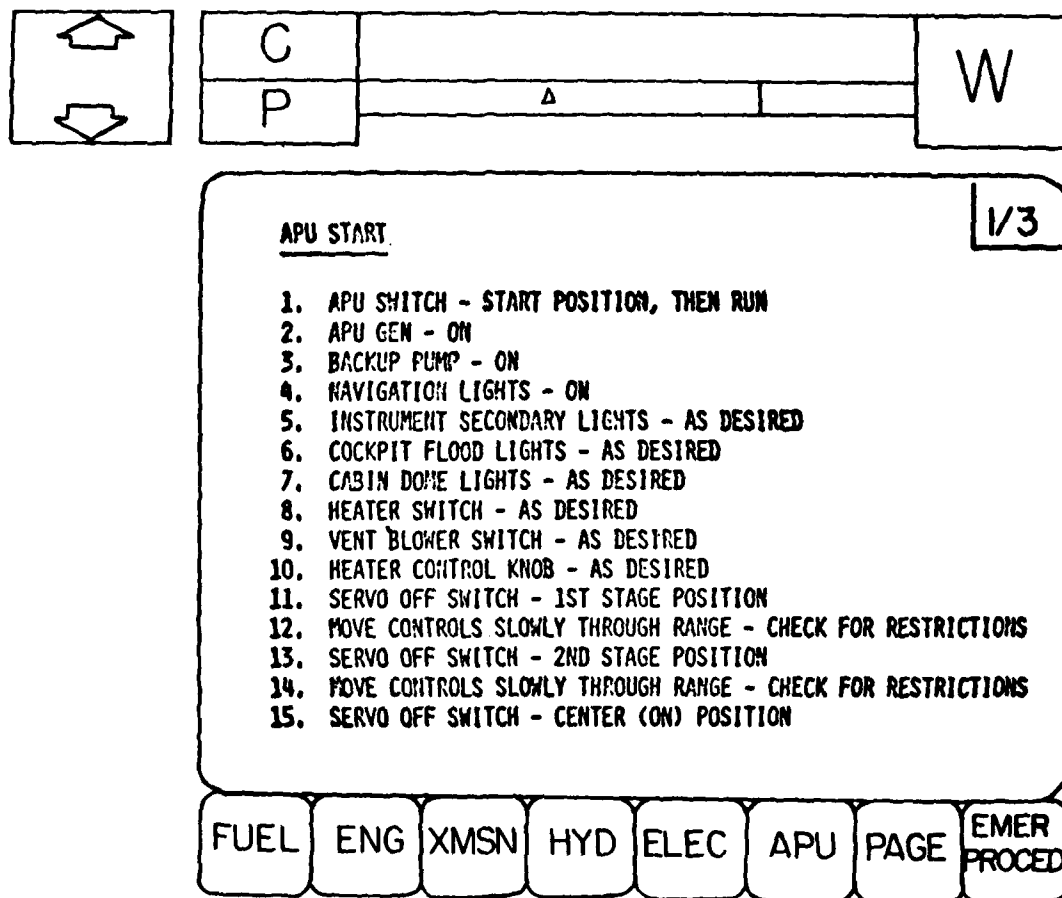 C
P
W
1/3
APU START
1. APU SWITCH - START POSITION, THEN RUN
2. APU GEN - ON
3. BACKUP PUMP - ON
4. NAVIGATION LIGHTS - ON
5. INSTRUMENT SECONDARY LIGHTS - AS DESIRED
6. COCKPIT FLOOD LIGHTS - AS DESIRED
7. CABIN DOME LIGHTS - AS DESIRED
8. HEATER SWITCH - AS DESIRED
9. VENT BLOWER SWITCH - AS DESIRED
10. HEATER CONTROL KNOB - AS DESIRED
11. SERVO OFF SWITCH - 1ST STAGE POSITION
12. MOVE CONTROLS SLOWLY THROUGH RANGE - CHECK FOR RESTRICTIONS
13. SERVO OFF SWITCH - 2ND STAGE POSITION
14. MOVE CONTROLS SLOWLY THROUGH RANGE - CHECK FOR RESTRICTIONS
15. SERVO OFF SWITCH - CENTER (ON) POSITION
FUEL ENG XMSN HYD ELEC APU PAGE EMER PROCED